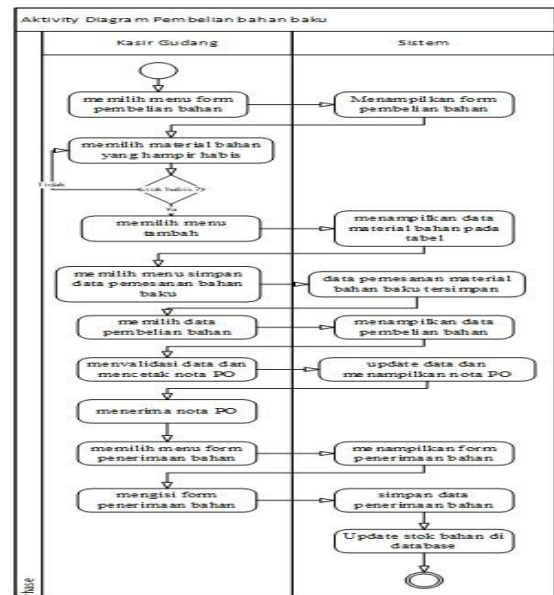 Aktivity Diagram Pembelian bahan baku
Kasir Gudang
Sistem
memilih menu form
pembelian bahan
Menampilkan form
pembelian bahan
memilih material bahan
yang hampir habis
Tidak
stok habis ?
Ya
memilih menu
tambah
menampilkan data
material bahan pada
tabel
memilih menu simpan
data pemesanan bahan
baku
data pemesanan material
bahan baku tersimpan
memilih data
pembelian bahan
menampilkan data
pembelian bahan
menvalidasi data dan
mencetak nota PO
update data dan
menampilkan nota PO
menerima nota PO
memilih menu form
penerimaan bahan
menampilkan form
penerimaan bahan
mengisi form
penerimaan bahan
simpan data
penerimaan bahan
Update stok bahan di
database